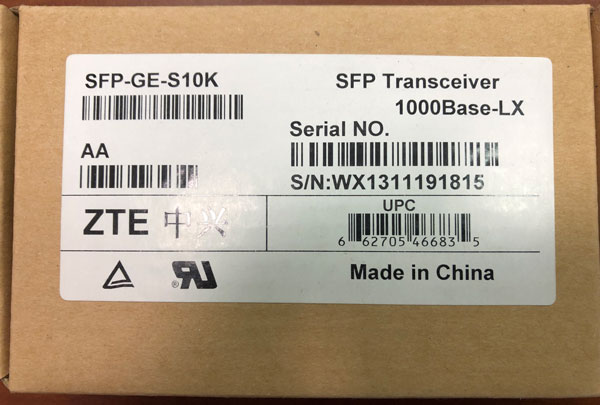 SFP-GE-S10K
SFP Transceiver
1000Base-LX
Serial NO.
AA
S/N:WX1311191815
ZTE 中兴
UPC
6 62705 46683 5
Made in China